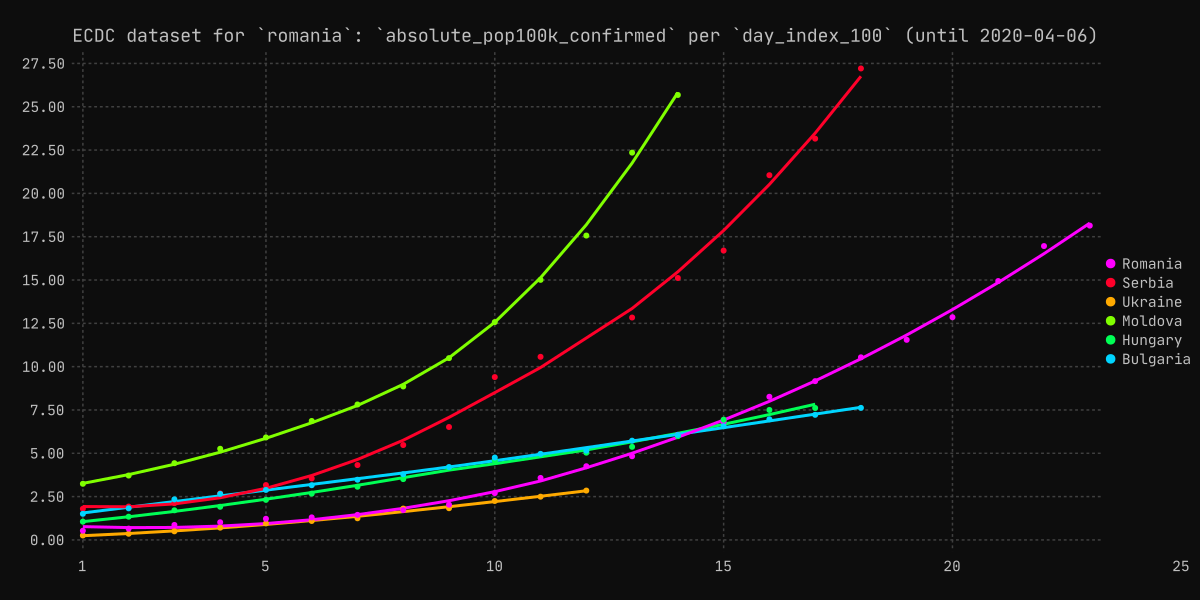 ECDC dataset for `romania`: `absolute_pop100k_confirmed` per `day_index_100` (until 2020-04-06)
27.50
25.00
22.50
20.00
17.50
15.00
12.50
10.00
7.50
5.00
2.50
0.00
1 5 10 15 20 25
Romania
Serbia
Ukraine
Moldova
Hungary
Bulgaria